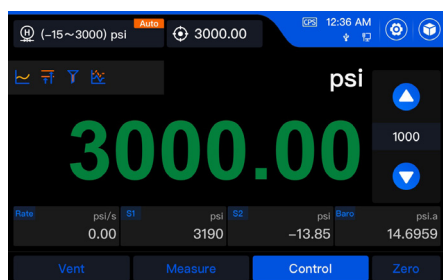 H (-15~3000) psi
Auto
3000.00
GPS 12:36 AM
psi
3000.00
1000
Rate psi/s
0.00
S1 psi
3190
S2 psi
-13.85
Baro psi.a
14.6959
Vent
Measure
Control
Zero